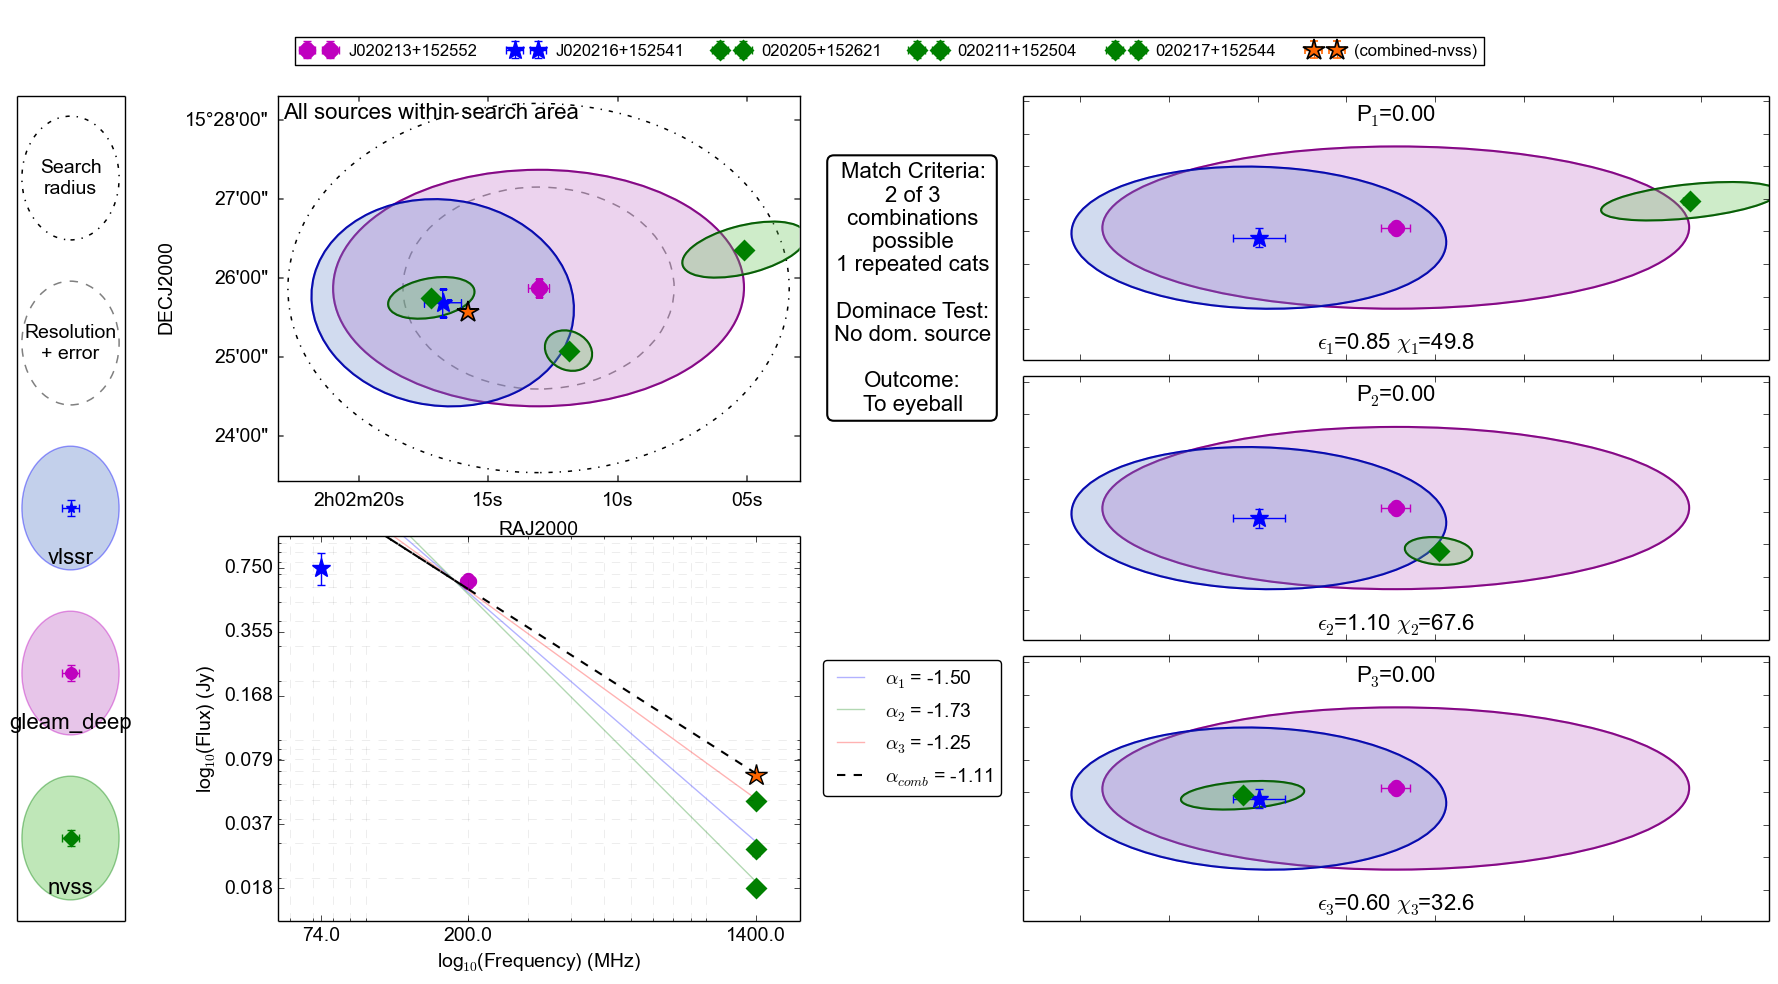 J020213+152552 J020216+152541 020205+152621 020211+152504 020217+152544 (combined-nvss)
Search
radius
Resolution
+ error
vlssr
gleam_deep
nvss
All sources within search area
DECJ2000
15°28'00"
27'00"
26'00"
25'00"
24'00"
2h02m20s 15s 10s 05s
RAJ2000
log10(Flux) (Jy)
0.750
0.355
0.168
0.079
0.037
0.018
74.0 200.0 1400.0
log10(Frequency) (MHz)
Match Criteria:
2 of 3
combinations
possible
1 repeated cats
Dominace Test:
No dom. source
Outcome:
To eyeball
α1 = -1.50
α2 = -1.73
α3 = -1.25
αcomb = -1.11
P1=0.00
ϵ1=0.85 χ1=49.8
P2=0.00
ϵ2=1.10 χ2=67.6
P3=0.00
ϵ3=0.60 χ3=32.6